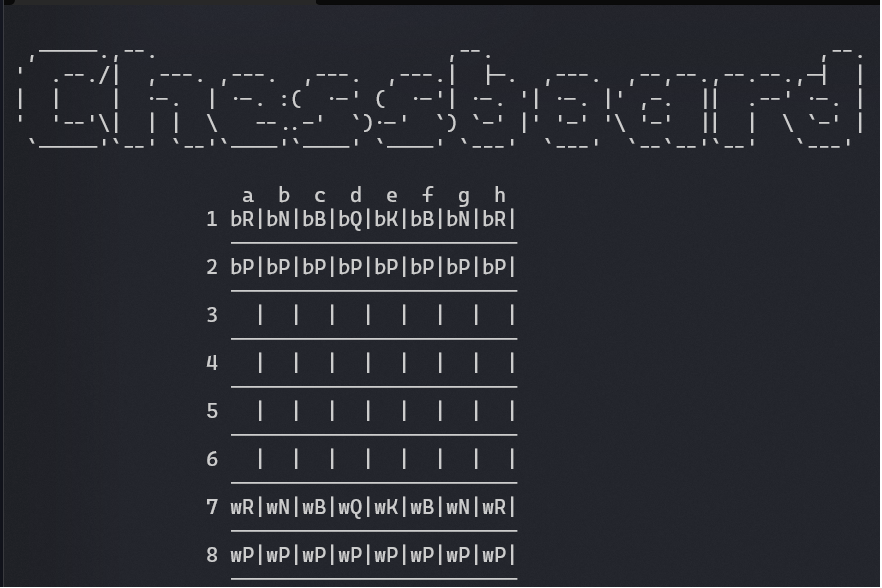 Chessboard
a b c d e f g h
1 bR|bN|bB|bQ|bK|bB|bN|bR|
2 bP|bP|bP|bP|bP|bP|bP|bP|
3   |  |  |  |  |  |  |  |
4   |  |  |  |  |  |  |  |
5   |  |  |  |  |  |  |  |
6   |  |  |  |  |  |  |  |
7 wR|wN|wB|wQ|wK|wB|wN|wR|
8 wP|wP|wP|wP|wP|wP|wP|wP|